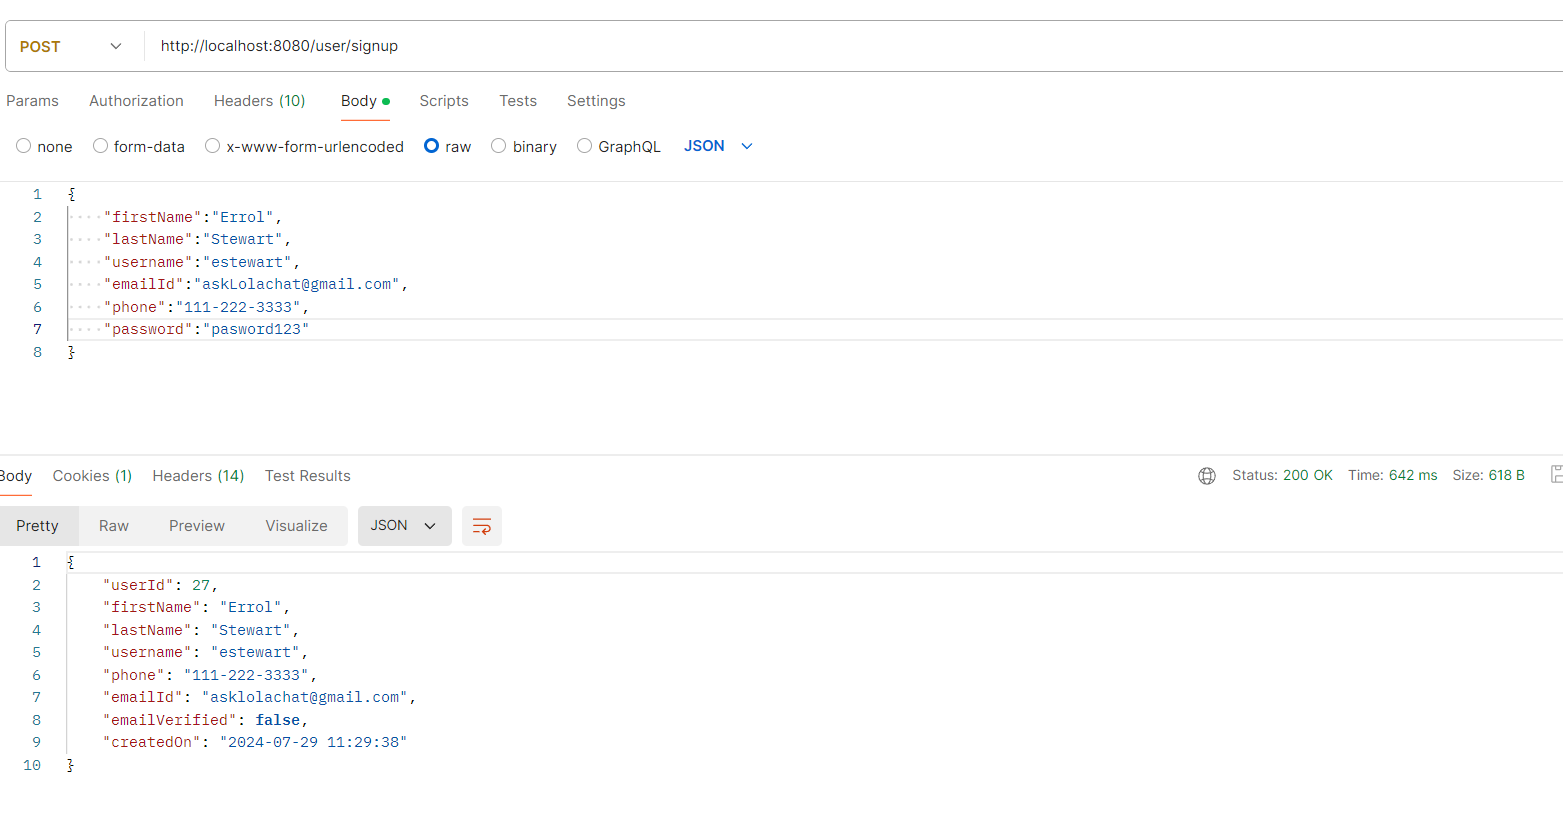 POST http://localhost:8080/user/signup
Params Authorization Headers (10) Body Scripts Tests Settings
none form-data x-www-form-urlencoded raw binary GraphQL JSON
1 {
2 "firstName":"Errol",
3 "lastName":"Stewart",
4 "username":"estewart",
5 "emailId":"askLolachat@gmail.com",
6 "phone":"111-222-3333",
7 "password":"pasword123"
8 }
Body Cookies (1) Headers (14) Test Results Status: 200 OK Time: 642 ms Size: 618 B
Pretty Raw Preview Visualize JSON
1 {
2 "userId": 27,
3 "firstName": "Errol",
4 "lastName": "Stewart",
5 "username": "estewart",
6 "phone": "111-222-3333",
7 "emailId": "asklolachat@gmail.com",
8 "emailVerified": false,
9 "createdOn": "2024-07-29 11:29:38"
10 }